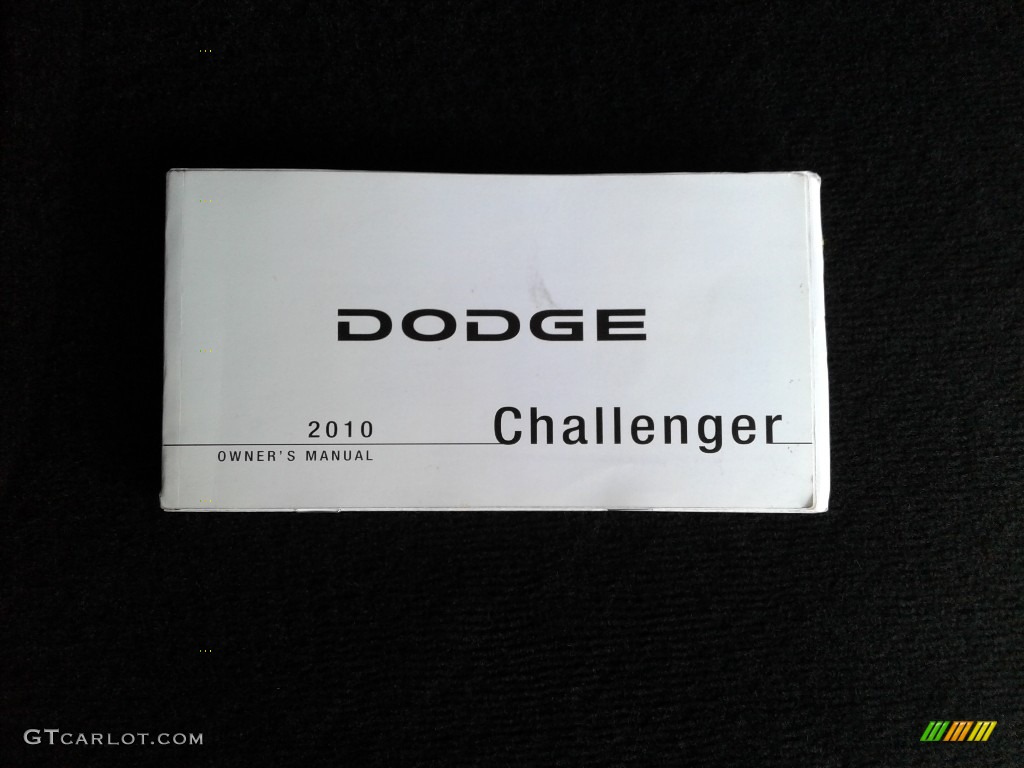 DODGE
2010
Challenger
OWNER'S MANUAL
GTCARLOT.COM